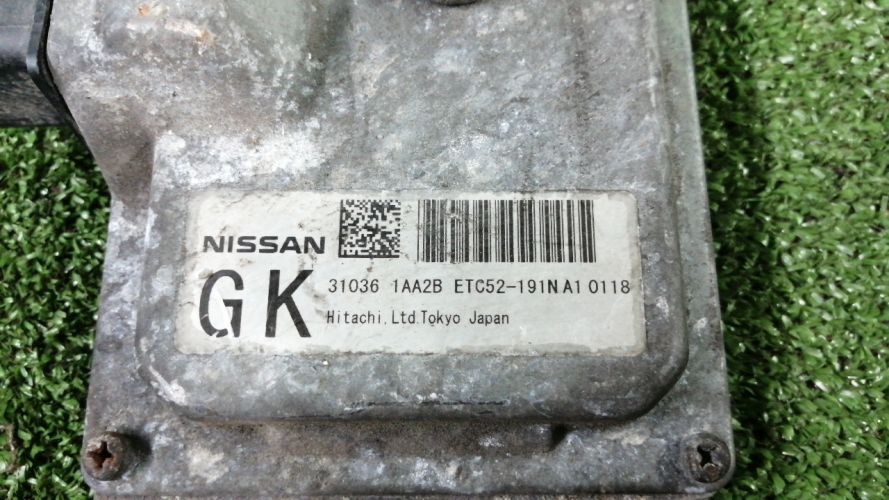 NISSAN
GK
31036 1AA2B ETC52-191N A1 0118
Hitachi,Ltd.Tokyo Japan